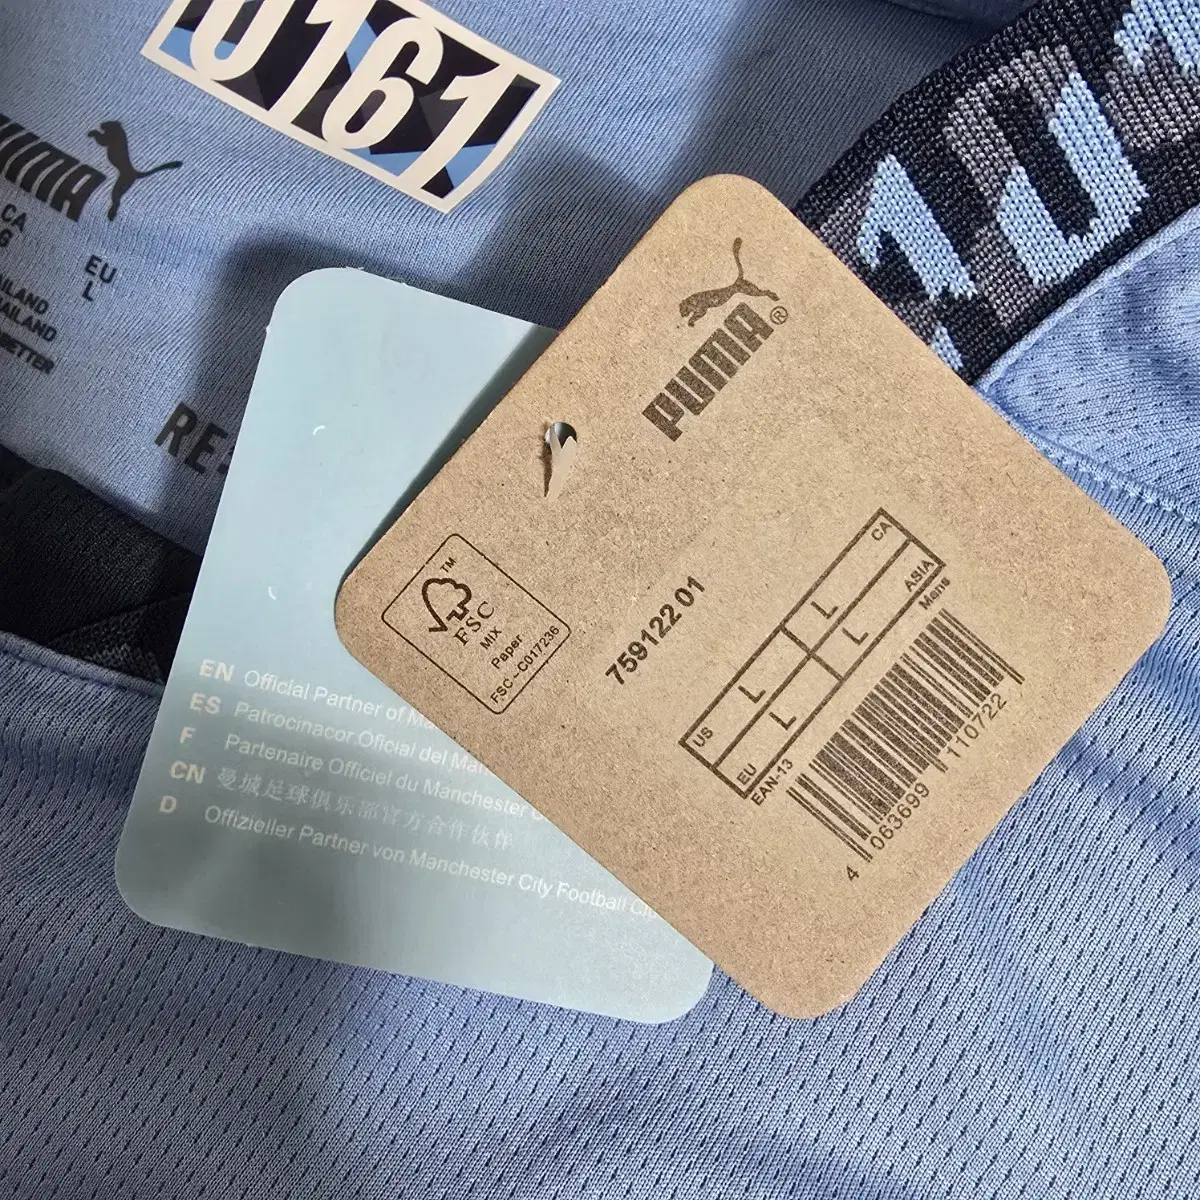 0161
PUMA
CA
EU
L
RE-
PUMA®
FSC™
MIX
Paper
FSC – C017236
759122 01
US L L CA
EU L L ASIA
EAN-13 Mens
4 063699 110722
EN Official Partner of
ES Patrocinador Oficial del
F Partenaire Officiel du Manchester
CN 曼城足球俱乐部官方合作伙伴
D Offizieller Partner von Manchester City Football